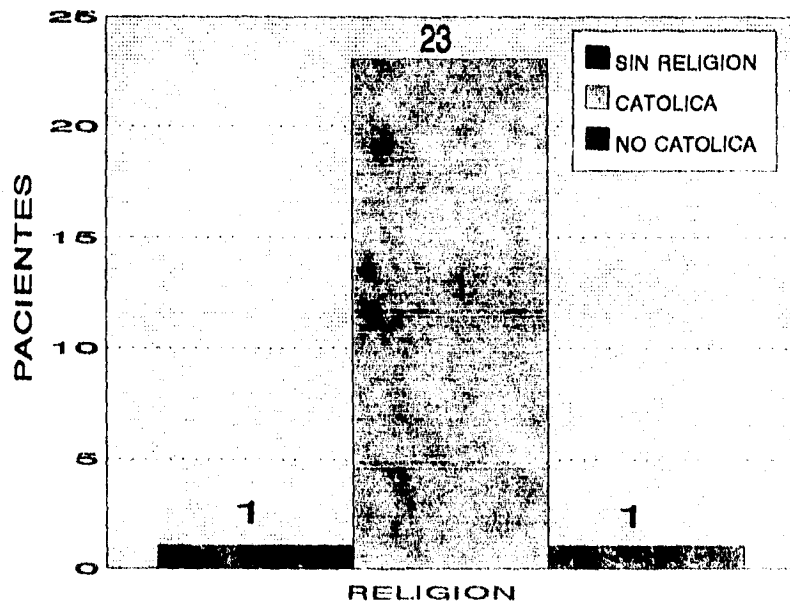 25
20
15
10
5
0
PACIENTES
23
1
1
SIN RELIGION
CATOLICA
NO CATOLICA
RELIGION